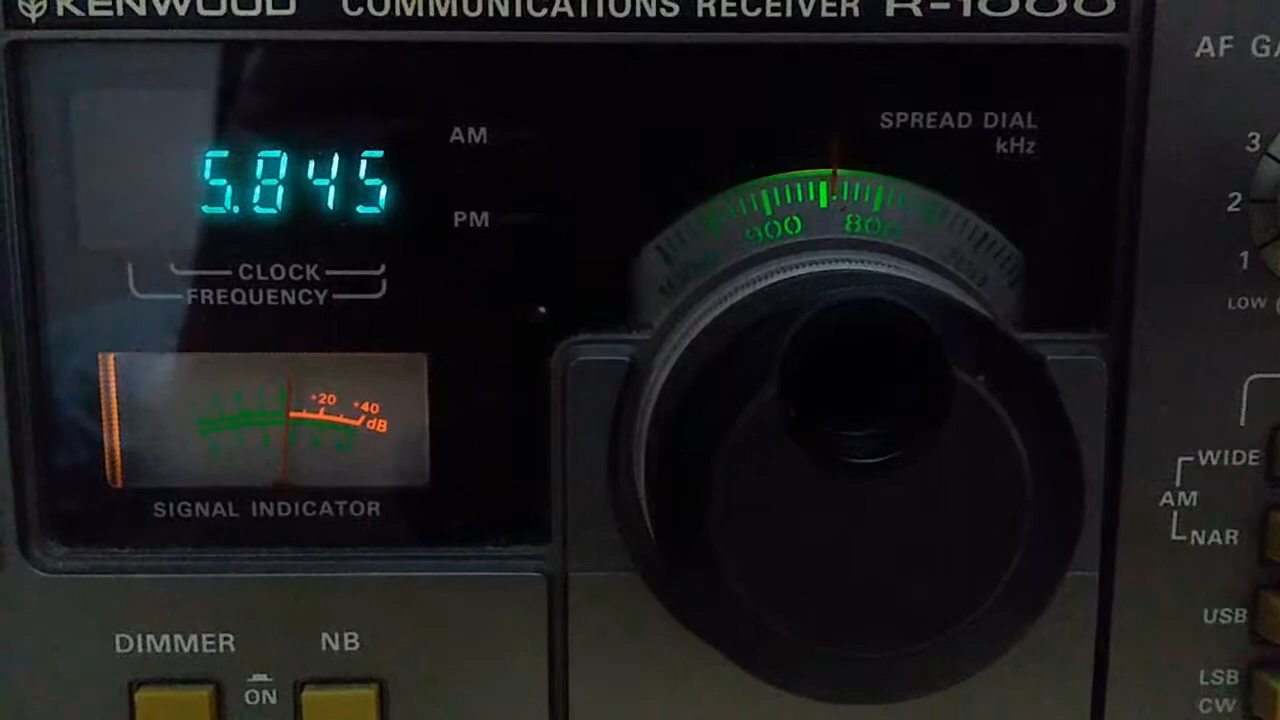 KENWOOD COMMUNICATIONS RECEIVER R-1000
AF GA
5.845
AM
PM
CLOCK
FREQUENCY
SPREAD DIAL
kHz
900 800
3
2
1
LOW
+20 +40
dB
SIGNAL INDICATOR
WIDE
AM
NAR
USB
LSB
CW
DIMMER
NB
ON